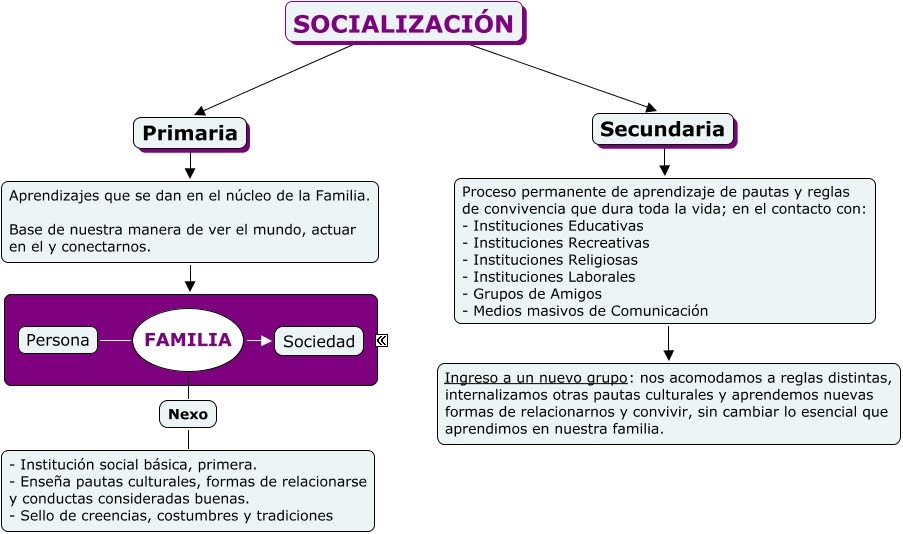 SOCIALIZACIÓN
Primaria
Aprendizajes que se dan en el núcleo de la Familia.
Base de nuestra manera de ver el mundo, actuar
en el y conectarnos.
Persona
FAMILIA
Sociedad
Nexo
- Institución social básica, primera.
- Enseña pautas culturales, formas de relacionarse
y conductas consideradas buenas.
- Sello de creencias, costumbres y tradiciones
Secundaria
Proceso permanente de aprendizaje de pautas y reglas
de convivencia que dura toda la vida; en el contacto con:
- Instituciones Educativas
- Instituciones Recreativas
- Instituciones Religiosas
- Instituciones Laborales
- Grupos de Amigos
- Medios masivos de Comunicación
Ingreso a un nuevo grupo: nos acomodamos a reglas distintas,
internalizamos otras pautas culturales y aprendemos nuevas
formas de relacionarnos y convivir, sin cambiar lo esencial que
aprendimos en nuestra familia.